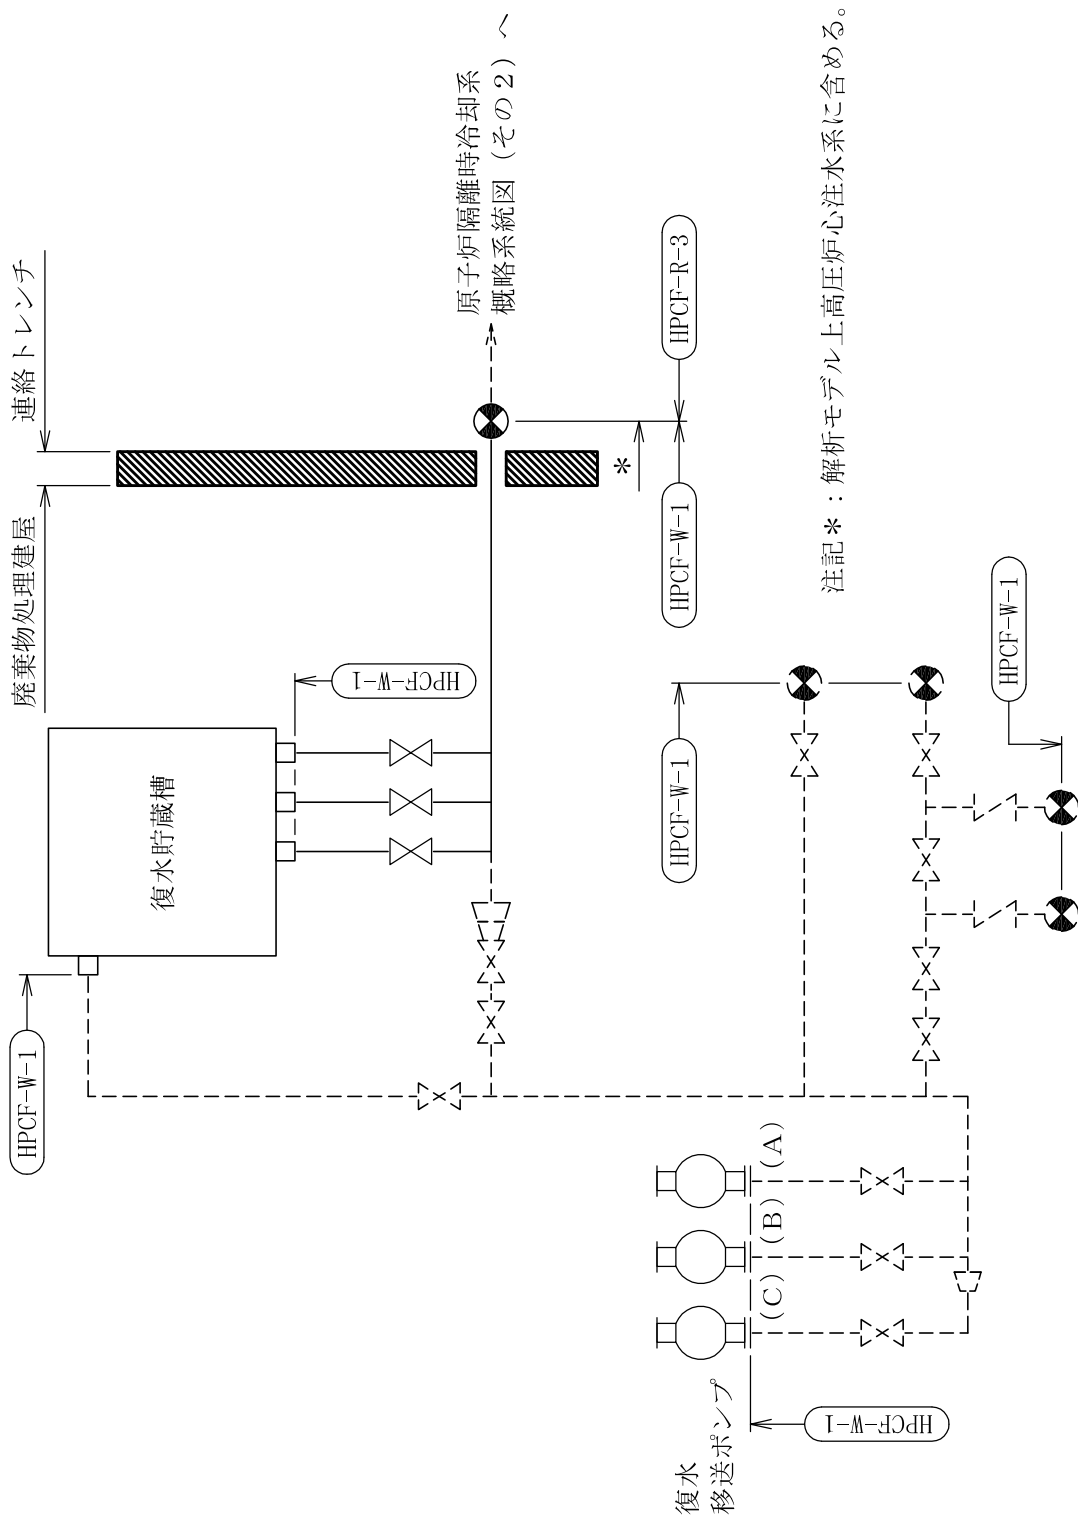 廃棄物処理建屋
連絡トレンチ
HPCF-W-1
復水貯蔵槽
HPCF-W-1
原子炉隔離時冷却系
概略系統図（その２）へ
*
HPCF-W-1
HPCF-R-3
復水
移送ポンプ
(C)
(B)
(A)
HPCF-W-1
HPCF-W-1
HPCF-W-1
注記＊：解析モデル上高圧炉心注水系に含める。